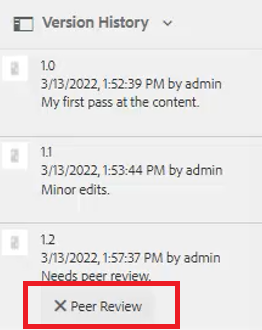 Version History
1.0
3/13/2022, 1:52:39 PM by admin
My first pass at the content.
1.1
3/13/2022, 1:53:44 PM by admin
Minor edits.
1.2
3/13/2022, 1:57:37 PM by admin
Needs peer review.
Peer Review